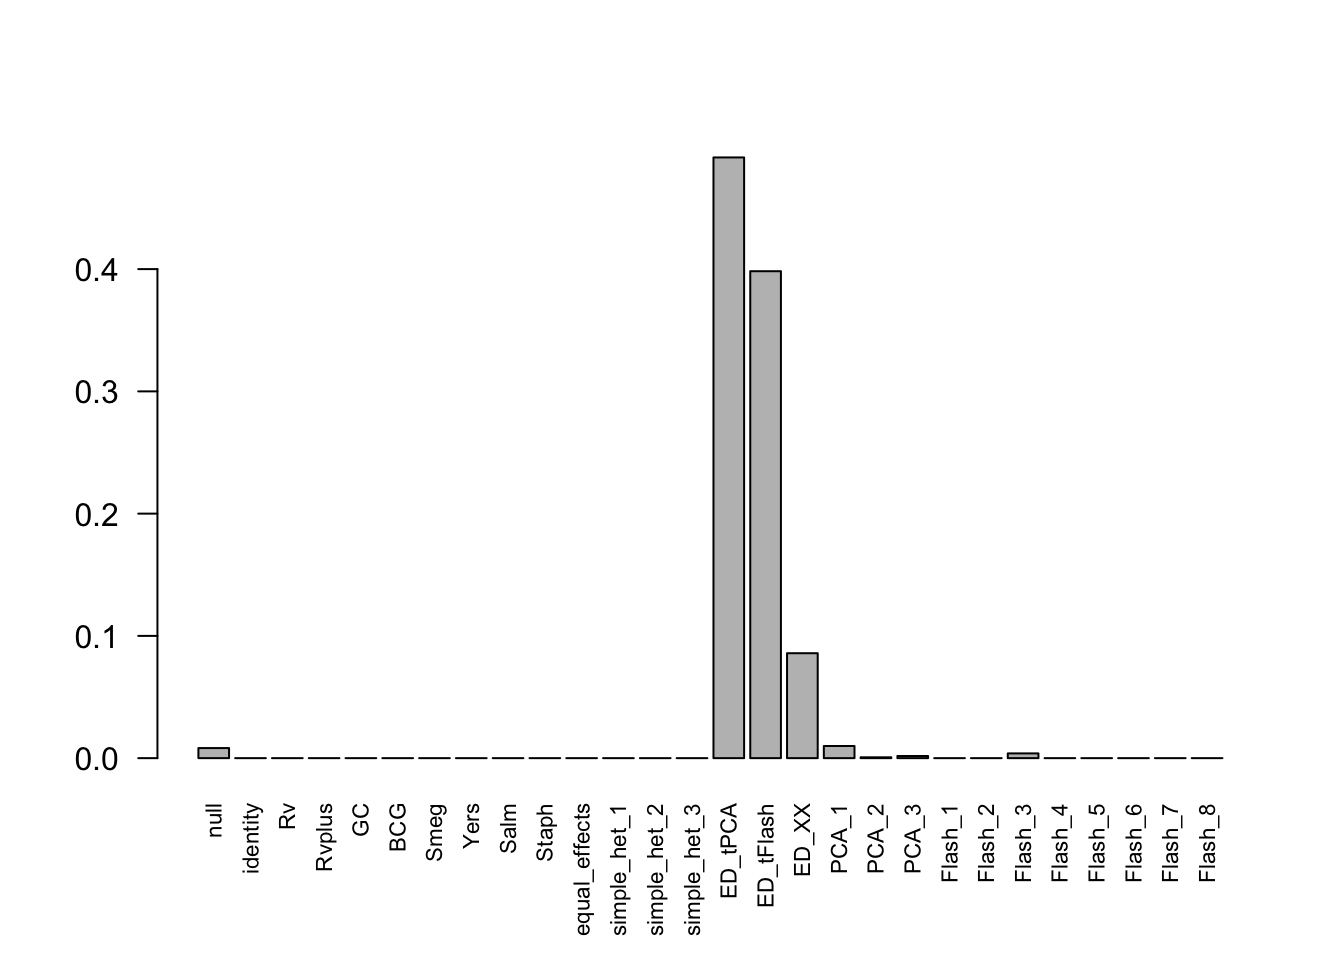 0.4
0.3
0.2
0.1
0.0
null
identity
Rv
Rvplus
GC
BCG
Smeg
Yers
Salm
Staph
equal_effects
simple_het_1
simple_het_2
simple_het_3
ED_tPCA
ED_tFlash
ED_XX
PCA_1
PCA_2
PCA_3
Flash_1
Flash_2
Flash_3
Flash_4
Flash_5
Flash_6
Flash_7
Flash_8